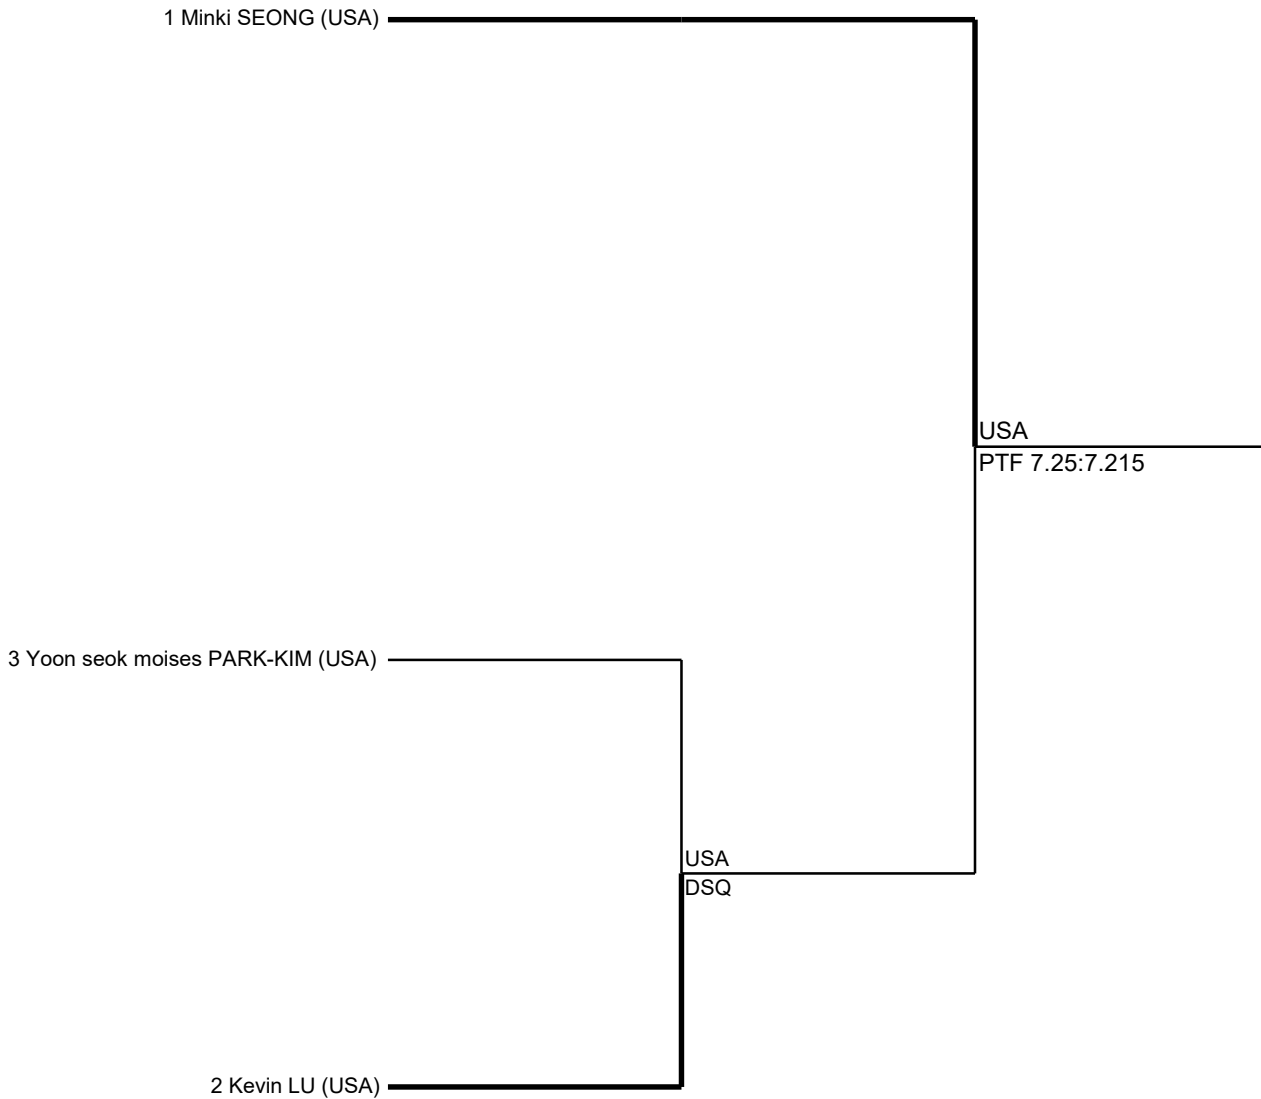 1 Minki SEONG (USA)
USA
PTF 7.25:7.215
3 Yoon seok moises PARK-KIM (USA)
USA
DSQ
2 Kevin LU (USA)